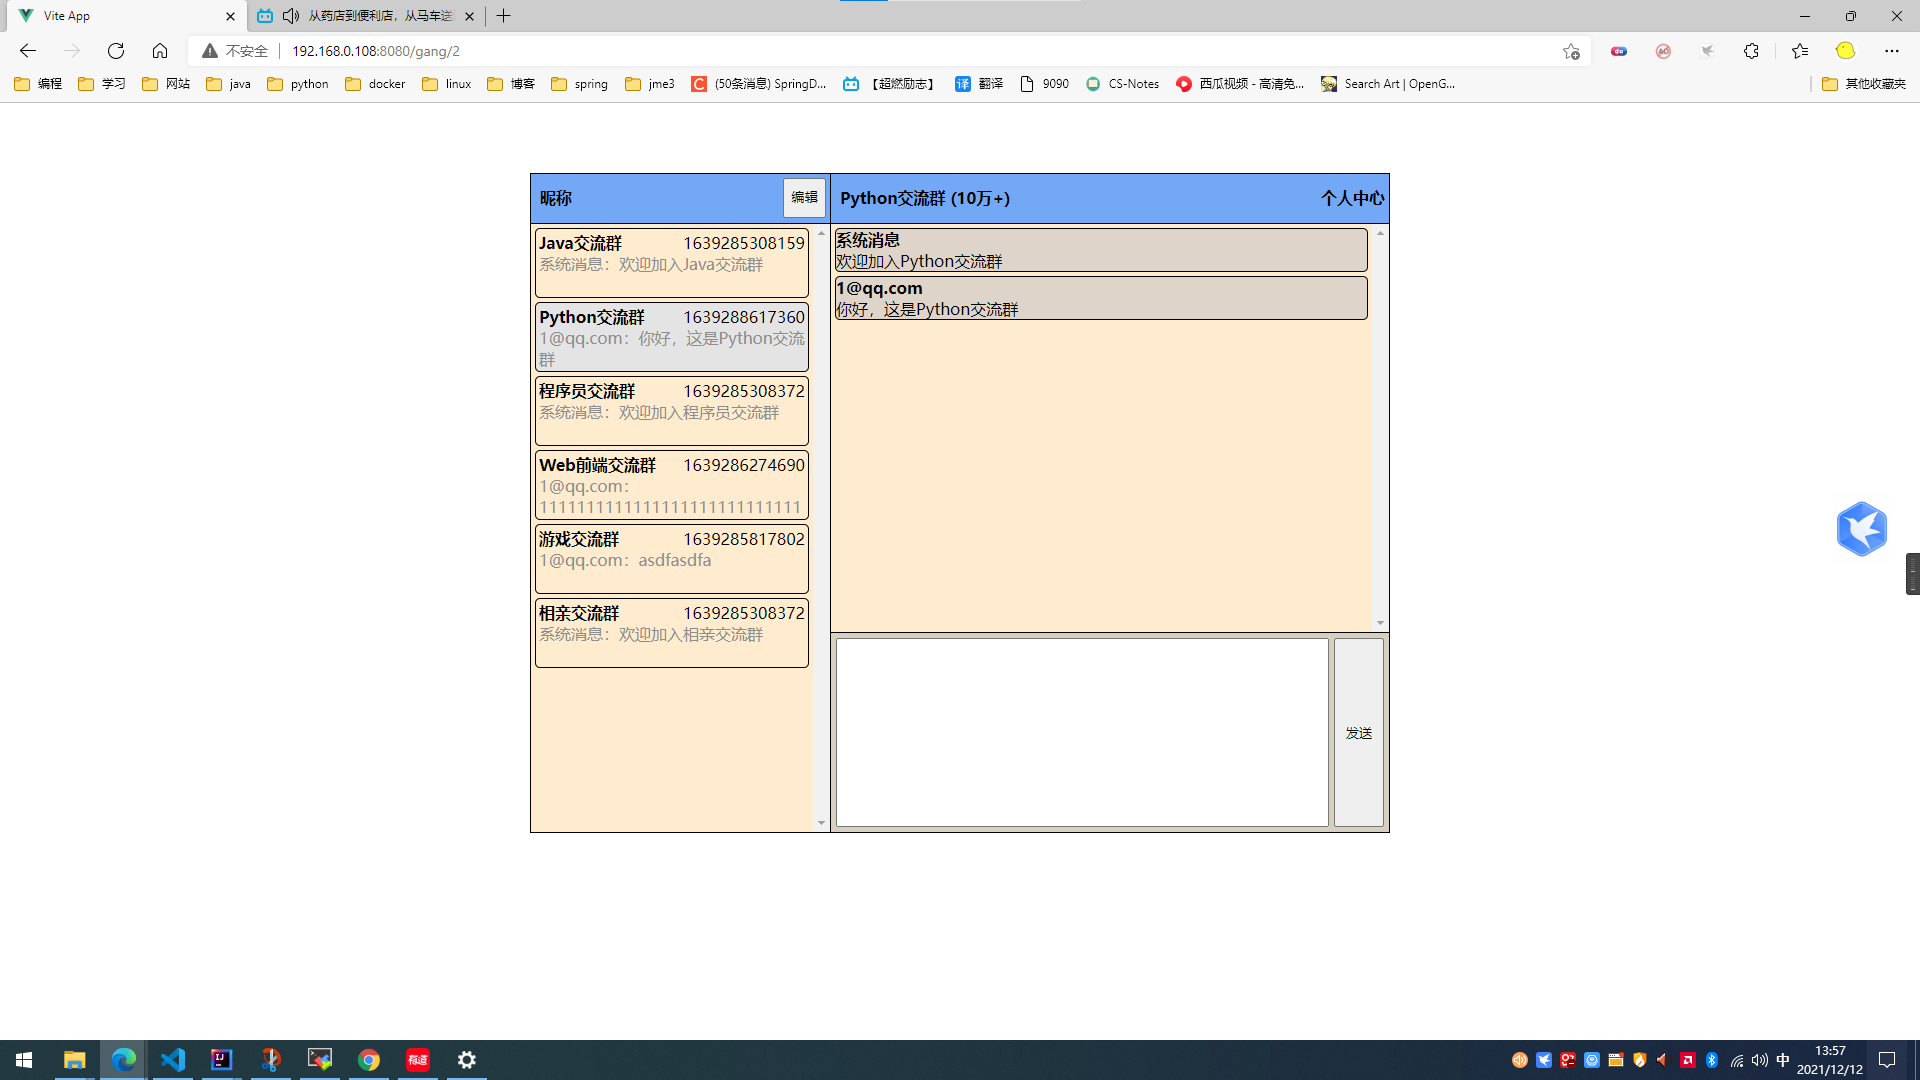 Vite App
从药店到便利店，从马车送
不安全
192.168.0.108:8080/gang/2
编程
学习
网站
java
python
docker
linux
博客
spring
jme3
(50条消息) SpringD...
【超燃励志】
翻译
9090
CS-Notes
西瓜视频 - 高清免...
Search Art | OpenG...
其他收藏夹
昵称
编辑
Python交流群 (10万+)
个人中心
Java交流群 1639285308159
系统消息：欢迎加入Java交流群
Python交流群 1639288617360
1@qq.com：你好，这是Python交流
群
程序员交流群 1639285308372
系统消息：欢迎加入程序员交流群
Web前端交流群 1639286274690
1@qq.com：
游戏交流群 1639285817802
1@qq.com：asdfasdfa
相亲交流群 1639285308372
系统消息：欢迎加入相亲交流群
系统消息
欢迎加入Python交流群
1@qq.com
你好，这是Python交流群
发送
有道
中
13:57
2021/12/12